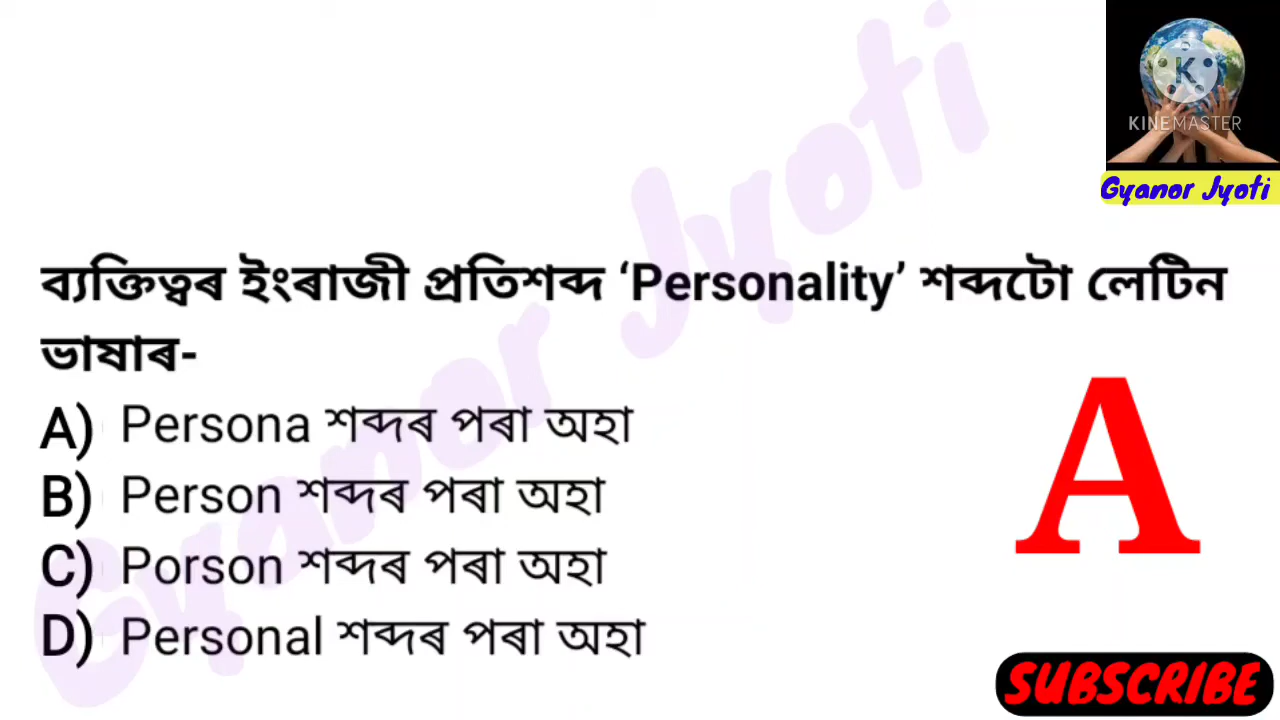 KINEMASTER
Gyanor Jyoti
ব্যক্তিত্বৰ ইংৰাজী প্ৰতিশব্দ ‘Personality’ শব্দটো লেটিন
ভাষাৰ-
A) Persona শব্দৰ পৰা অহা
B) Person শব্দৰ পৰা অহা
C) Porson শব্দৰ পৰা অহা
D) Personal শব্দৰ পৰা অহা
A
Gyanor Jyoti
SUBSCRIBE